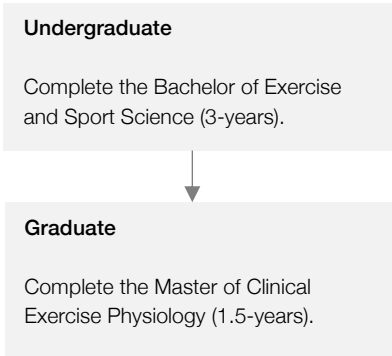 Undergraduate
Complete the Bachelor of Exercise
and Sport Science (3-years).
Graduate
Complete the Master of Clinical
Exercise Physiology (1.5-years).